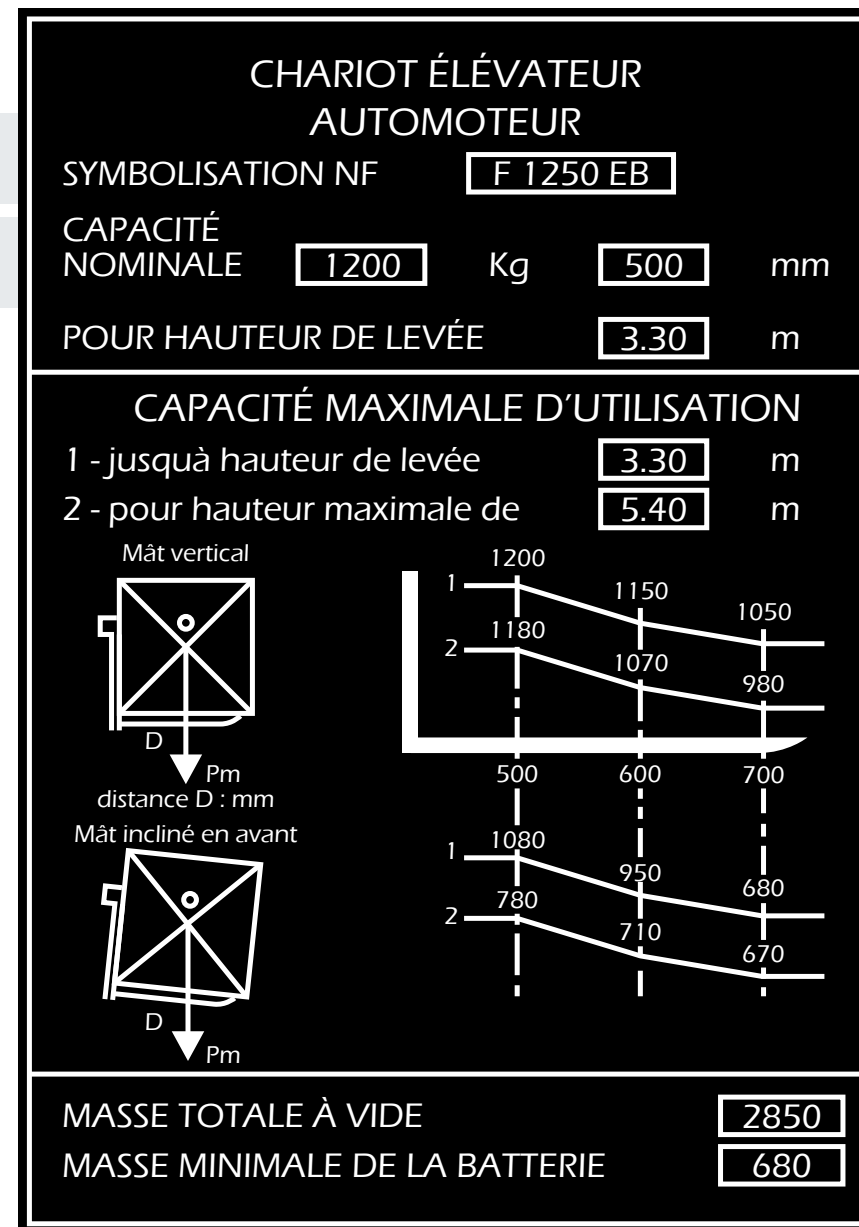 CHARIOT ÉLÉVATEUR
AUTOMOTEUR
SYMBOLISATION NF F 1250 EB
CAPACITÉ
NOMINALE 1200 Kg 500 mm
POUR HAUTEUR DE LEVÉE 3.30 m
CAPACITÉ MAXIMALE D'UTILISATION
1 - jusquà hauteur de levée 3.30 m
2 - pour hauteur maximale de 5.40 m
Mât vertical
D
Pm
distance D : mm
1200
1 1150
1050
1180
2 1070
980
500 600 700
Mât incliné en avant
D
Pm
1080
1 950
680
780
2 710
670
MASSE TOTALE À VIDE 2850
MASSE MINIMALE DE LA BATTERIE 680